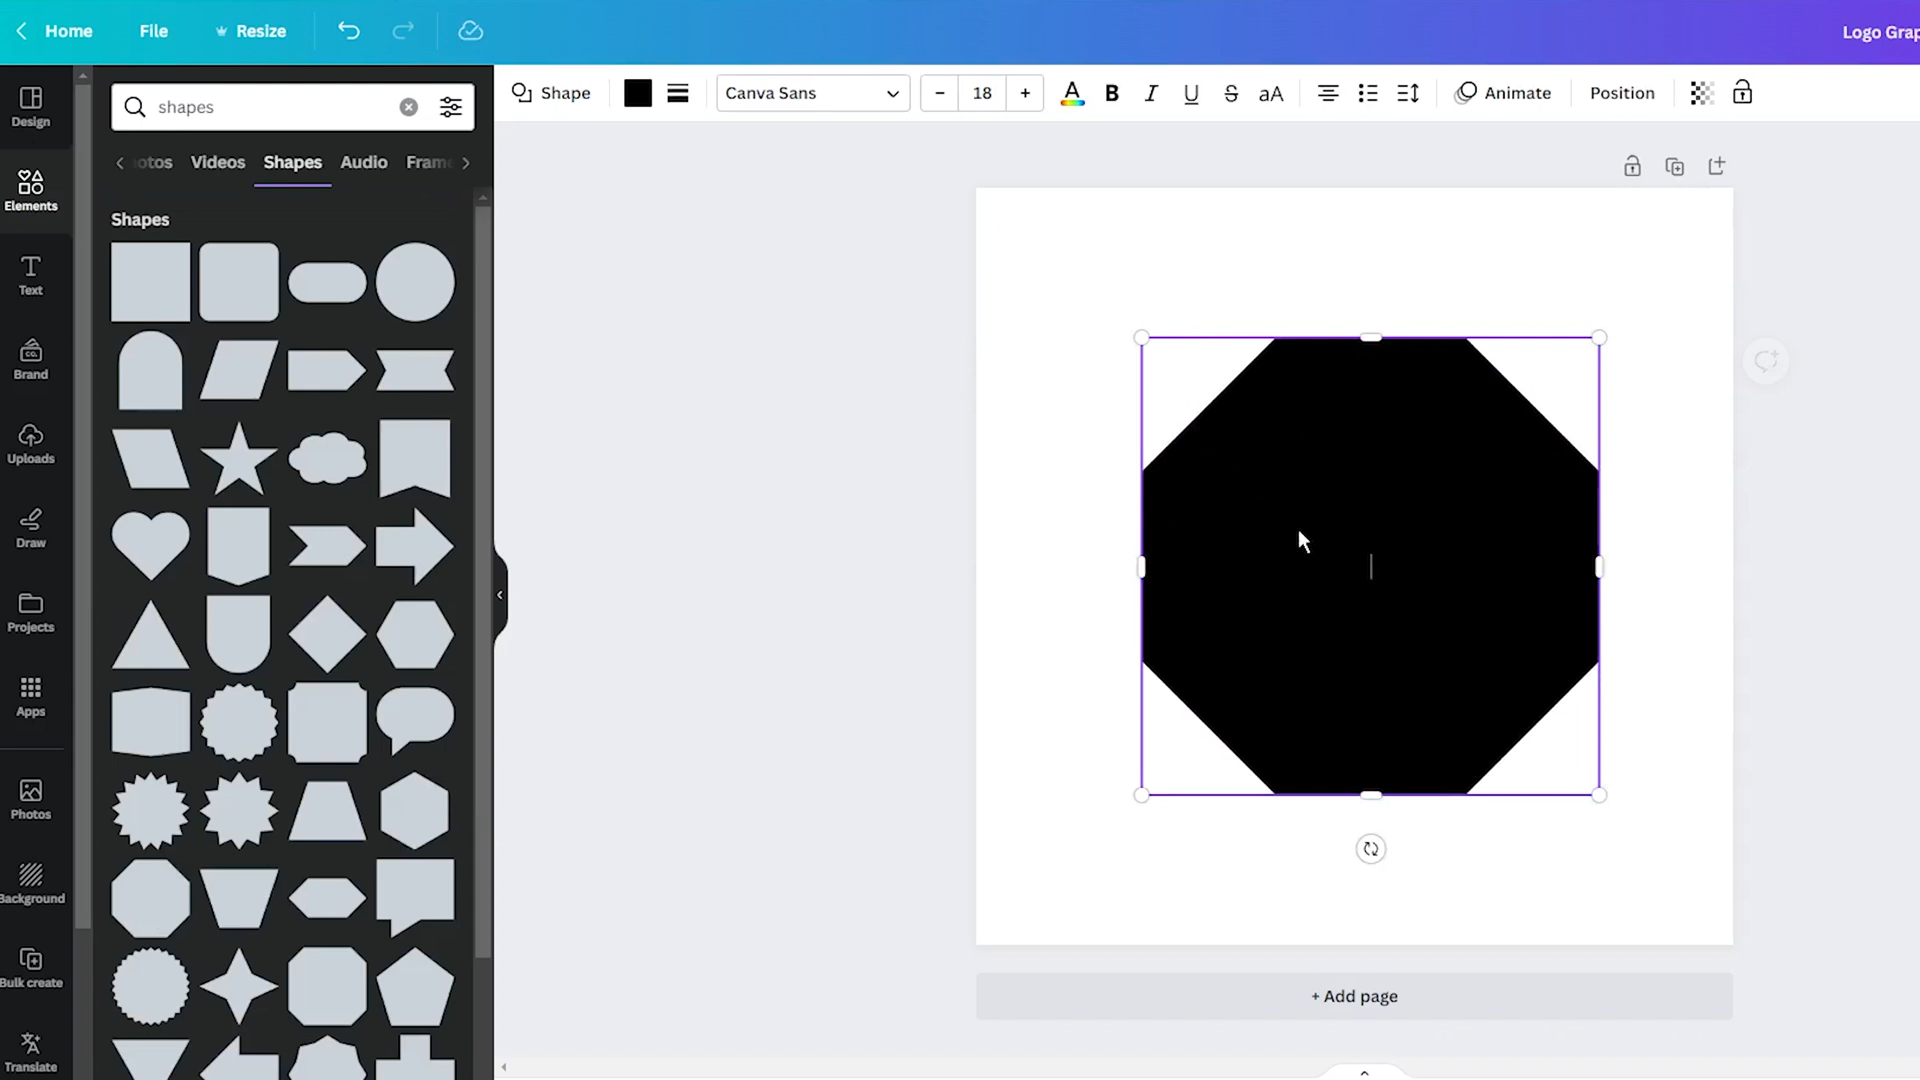 Home File Resize Logo Grap
Shape Canva Sans 18 B I U S aA Animate Position
shapes
otos Videos Shapes Audio Frame
Shapes
Design
Elements
Text
CO.
Brand
Uploads
Draw
Projects
Apps
Photos
Background
Bulk create
Translate
+ Add page